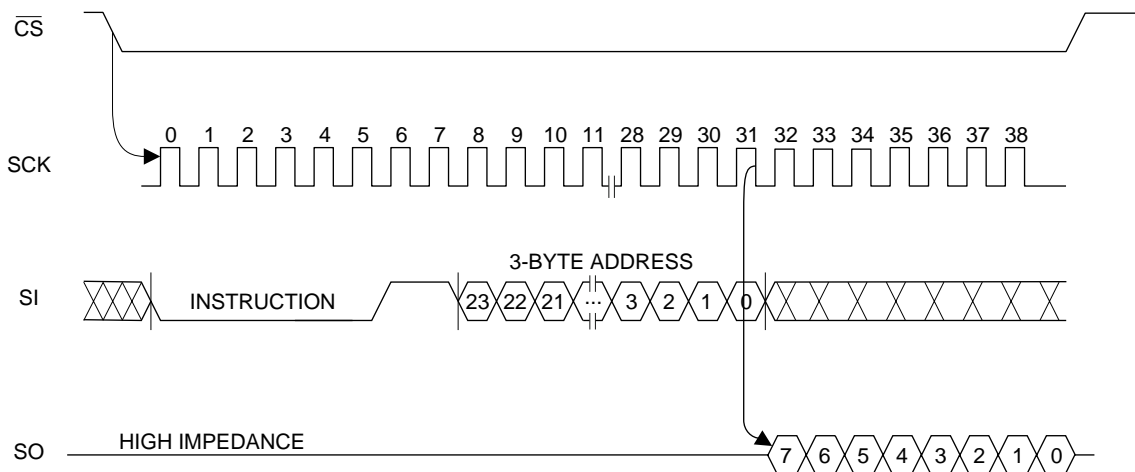 CS
0 1 2 3 4 5 6 7 8 9 10 11 28 29 30 31 32 33 34 35 36 37 38
SCK
3-BYTE ADDRESS
SI
INSTRUCTION
23 22 21 ... 3 2 1 0
HIGH IMPEDANCE
SO
7 6 5 4 3 2 1 0